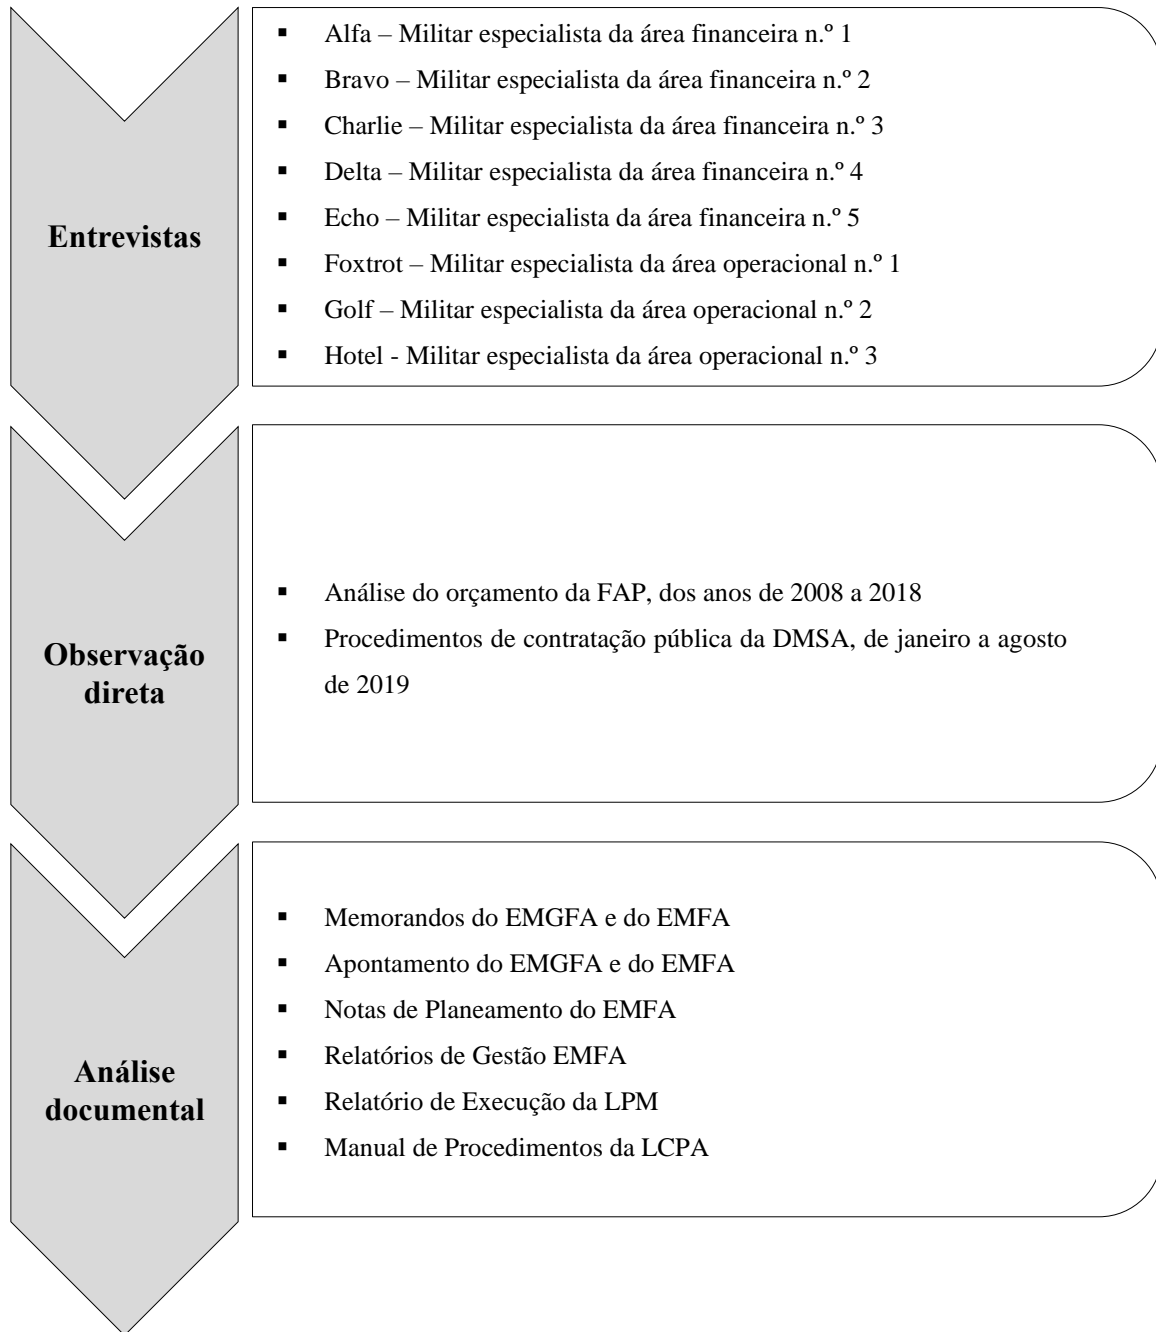 Entrevistas
▪ Alfa – Militar especialista da área financeira n.º 1
▪ Bravo – Militar especialista da área financeira n.º 2
▪ Charlie – Militar especialista da área financeira n.º 3
▪ Delta – Militar especialista da área financeira n.º 4
▪ Echo – Militar especialista da área financeira n.º 5
▪ Foxtrot – Militar especialista da área operacional n.º 1
▪ Golf – Militar especialista da área operacional n.º 2
▪ Hotel - Militar especialista da área operacional n.º 3
Observação
direta
▪ Análise do orçamento da FAP, dos anos de 2008 a 2018
▪ Procedimentos de contratação pública da DMSA, de janeiro a agosto
de 2019
Análise
documental
▪ Memorandos do EMGFA e do EMFA
▪ Apontamento do EMGFA e do EMFA
▪ Notas de Planeamento do EMFA
▪ Relatórios de Gestão EMFA
▪ Relatório de Execução da LPM
▪ Manual de Procedimentos da LCPA